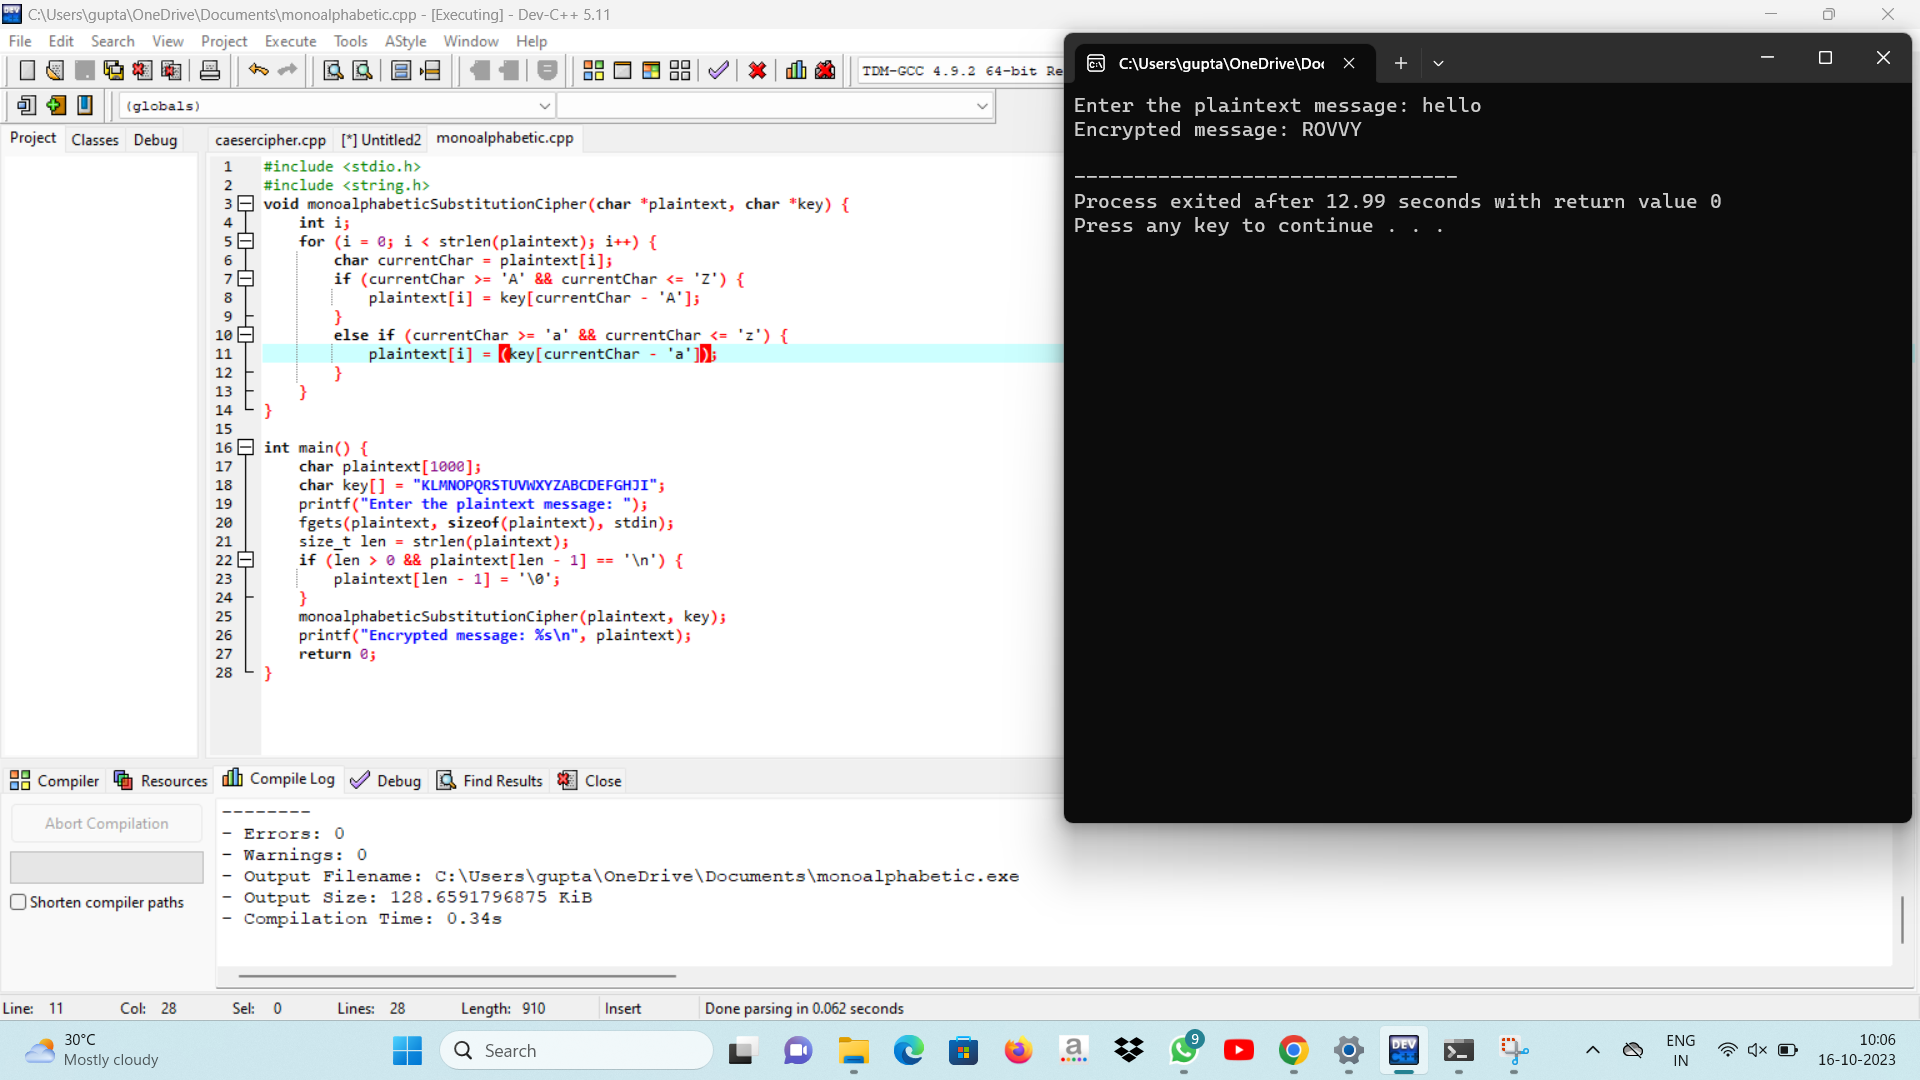 C:\Users\gupta\OneDrive\Documents\monoalphabetic.cpp - [Executing] - Dev-C++ 5.11
File Edit Search View Project Execute Tools AStyle Window Help
TDM-GCC 4.9.2 64-bit Re
(globals)
Project Classes Debug
caesercipher.cpp [*] Untitled2 monoalphabetic.cpp
1 #include <stdio.h>
2 #include <string.h>
3 void monoalphabeticSubstitutionCipher(char *plaintext, char *key) {
4 int i;
5 for (i = 0; i < strlen(plaintext); i++) {
6 char currentChar = plaintext[i];
7 if (currentChar >= 'A' && currentChar <= 'Z') {
8 plaintext[i] = key[currentChar - 'A'];
9 }
10 else if (currentChar >= 'a' && currentChar <= 'z') {
11 plaintext[i] = (key[currentChar - 'a']);
12 }
13 }
14 }
15
16 int main() {
17 char plaintext[1000];
18 char key[] = "KLMNOPQRSTUVWXYZABCDEFGHJI";
19 printf("Enter the plaintext message: ");
20 fgets(plaintext, sizeof(plaintext), stdin);
21 size_t len = strlen(plaintext);
22 if (len > 0 && plaintext[len - 1] == '\n') {
23 plaintext[len - 1] = '\0';
24 }
25 monoalphabeticSubstitutionCipher(plaintext, key);
26 printf("Encrypted message: %s\n", plaintext);
27 return 0;
28 }
C:\Users\gupta\OneDrive\Doc
Enter the plaintext message: hello
Encrypted message: ROVVY
--------------------------------
Process exited after 12.99 seconds with return value 0
Press any key to continue . . .
Compiler Resources Compile Log Debug Find Results Close
Abort Compilation
Shorten compiler paths
--------
- Errors: 0
- Warnings: 0
- Output Filename: C:\Users\gupta\OneDrive\Documents\monoalphabetic.exe
- Output Size: 128.6591796875 KiB
- Compilation Time: 0.34s
Line: 11 Col: 28 Sel: 0 Lines: 28 Length: 910 Insert Done parsing in 0.062 seconds
30°C
Mostly cloudy
Search
a
9
DEV
C++
ENG
IN
10:06
16-10-2023